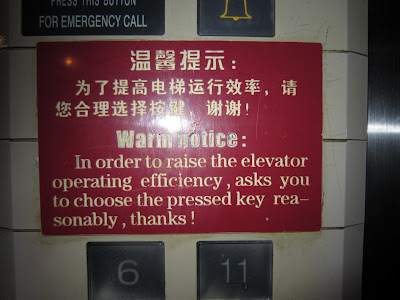 PRESS THIS BUTTON
FOR EMERGENCY CALL
温馨提示：
为了提高电梯运行效率，请
您合理选择按键，谢谢！
Warm notice:
In order to raise the elevator
operating efficiency, asks you
to choose the pressed key rea-
sonably, thanks!
6
11